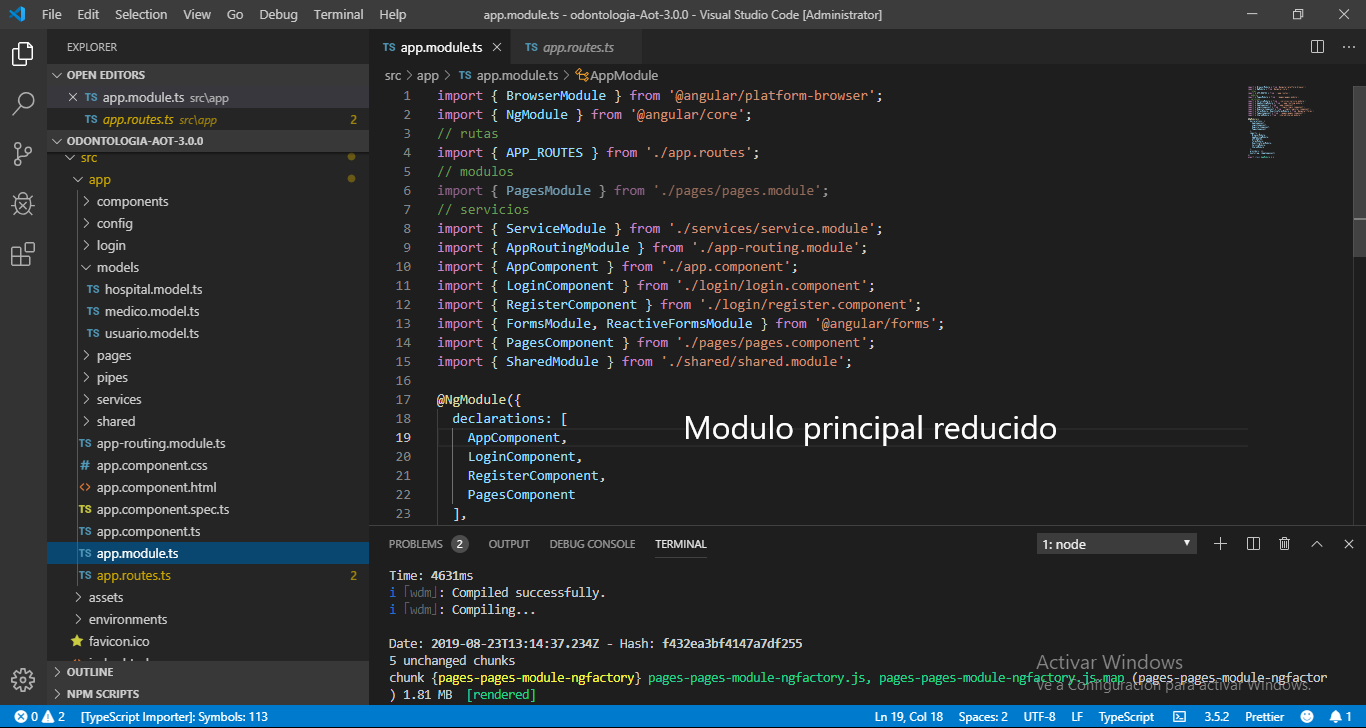 File Edit Selection View Go Debug Terminal Help
app.module.ts - odontologia-Aot-3.0.0 - Visual Studio Code [Administrator]
EXPLORER
OPEN EDITORS
app.module.ts src\app
app.routes.ts src\app 2
ODONTOLOGIA-AOT-3.0.0
src
app
components
config
login
models
TS hospital.model.ts
TS medico.model.ts
TS usuario.model.ts
pages
pipes
services
shared
TS app-routing.module.ts
# app.component.css
<> app.component.html
TS app.component.spec.ts
TS app.component.ts
TS app.module.ts
TS app.routes.ts 2
assets
environments
favicon.ico
OUTLINE
NPM SCRIPTS
TS app.module.ts TS app.routes.ts
src > app > TS app.module.ts > AppModule
1 import { BrowserModule } from '@angular/platform-browser';
2 import { NgModule } from '@angular/core';
3 // rutas
4 import { APP_ROUTES } from './app.routes';
5 // modulos
6 import { PagesModule } from './pages/pages.module';
7 // servicios
8 import { ServiceModule } from './services/service.module';
9 import { AppRoutingModule } from './app-routing.module';
10 import { AppComponent } from './app.component';
11 import { LoginComponent } from './login/login.component';
12 import { RegisterComponent } from './login/register.component';
13 import { FormsModule, ReactiveFormsModule } from '@angular/forms';
14 import { PagesComponent } from './pages/pages.component';
15 import { SharedModule } from './shared/shared.module';
16
17 @NgModule({
18 declarations: [
19 AppComponent,
20 LoginComponent,
21 RegisterComponent,
22 PagesComponent
23 ],
Modulo principal reducido
PROBLEMS 2 OUTPUT DEBUG CONSOLE TERMINAL 1: node
Time: 4631ms
i ｢wdm｣: Compiled successfully.
i ｢wdm｣: Compiling...
Date: 2019-08-23T13:14:37.234Z - Hash: f432ea3bf4147a7df255
5 unchanged chunks
chunk {pages-pages-module-ngfactory} pages-pages-module-ngfactory.js, pages-pages-module-ngfactory.js.map (pages-pages-module-ngfactor
) 1.81 MB [rendered]
Activar Windows
Ve a Configuración para activar Windows.
0 2 [TypeScript Importer]: Symbols: 113 Ln 19, Col 18 Spaces: 2 UTF-8 LF TypeScript 3.5.2 Prettier 1